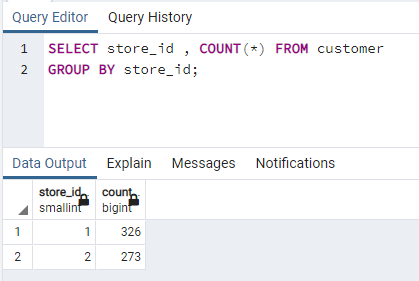 Query Editor Query History
1 SELECT store_id , COUNT(*) FROM customer
2 GROUP BY store_id;
Data Output Explain Messages Notifications
store_id count
smallint bigint
1 1 326
2 2 273